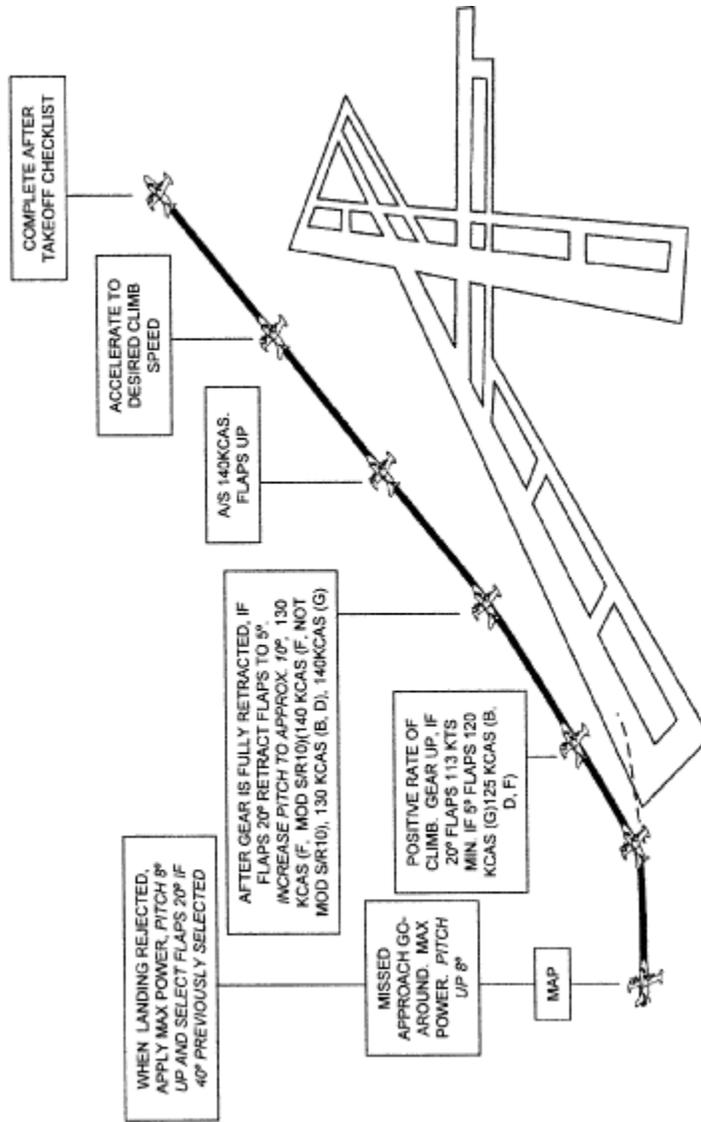 WHEN LANDING REJECTED,
APPLY MAX POWER, PITCH 8º
UP AND SELECT FLAPS 20º IF
40º PREVIOUSLY SELECTED
MISSED
APPROACH GO-
AROUND. MAX
POWER. PITCH
UP 8º
MAP
POSITIVE RATE OF
CLIMB. GEAR UP, IF
20º FLAPS 113 KTS
MIN. IF 5º FLAPS 120
KCAS (G)125 KCAS (B,
D, F)
AFTER GEAR IS FULLY RETRACTED, IF
FLAPS 20º RETRACT FLAPS TO 5º.
INCREASE PITCH TO APPROX. 10º, 130
KCAS (F, MOD S/R10)(140 KCAS (F, NOT
MOD S/R10), 130 KCAS (B, D), 140KCAS (G)
A/S 140KCAS.
FLAPS UP
ACCELERATE TO
DESIRED CLIMB
SPEED
COMPLETE AFTER
TAKEOFF CHECKLIST